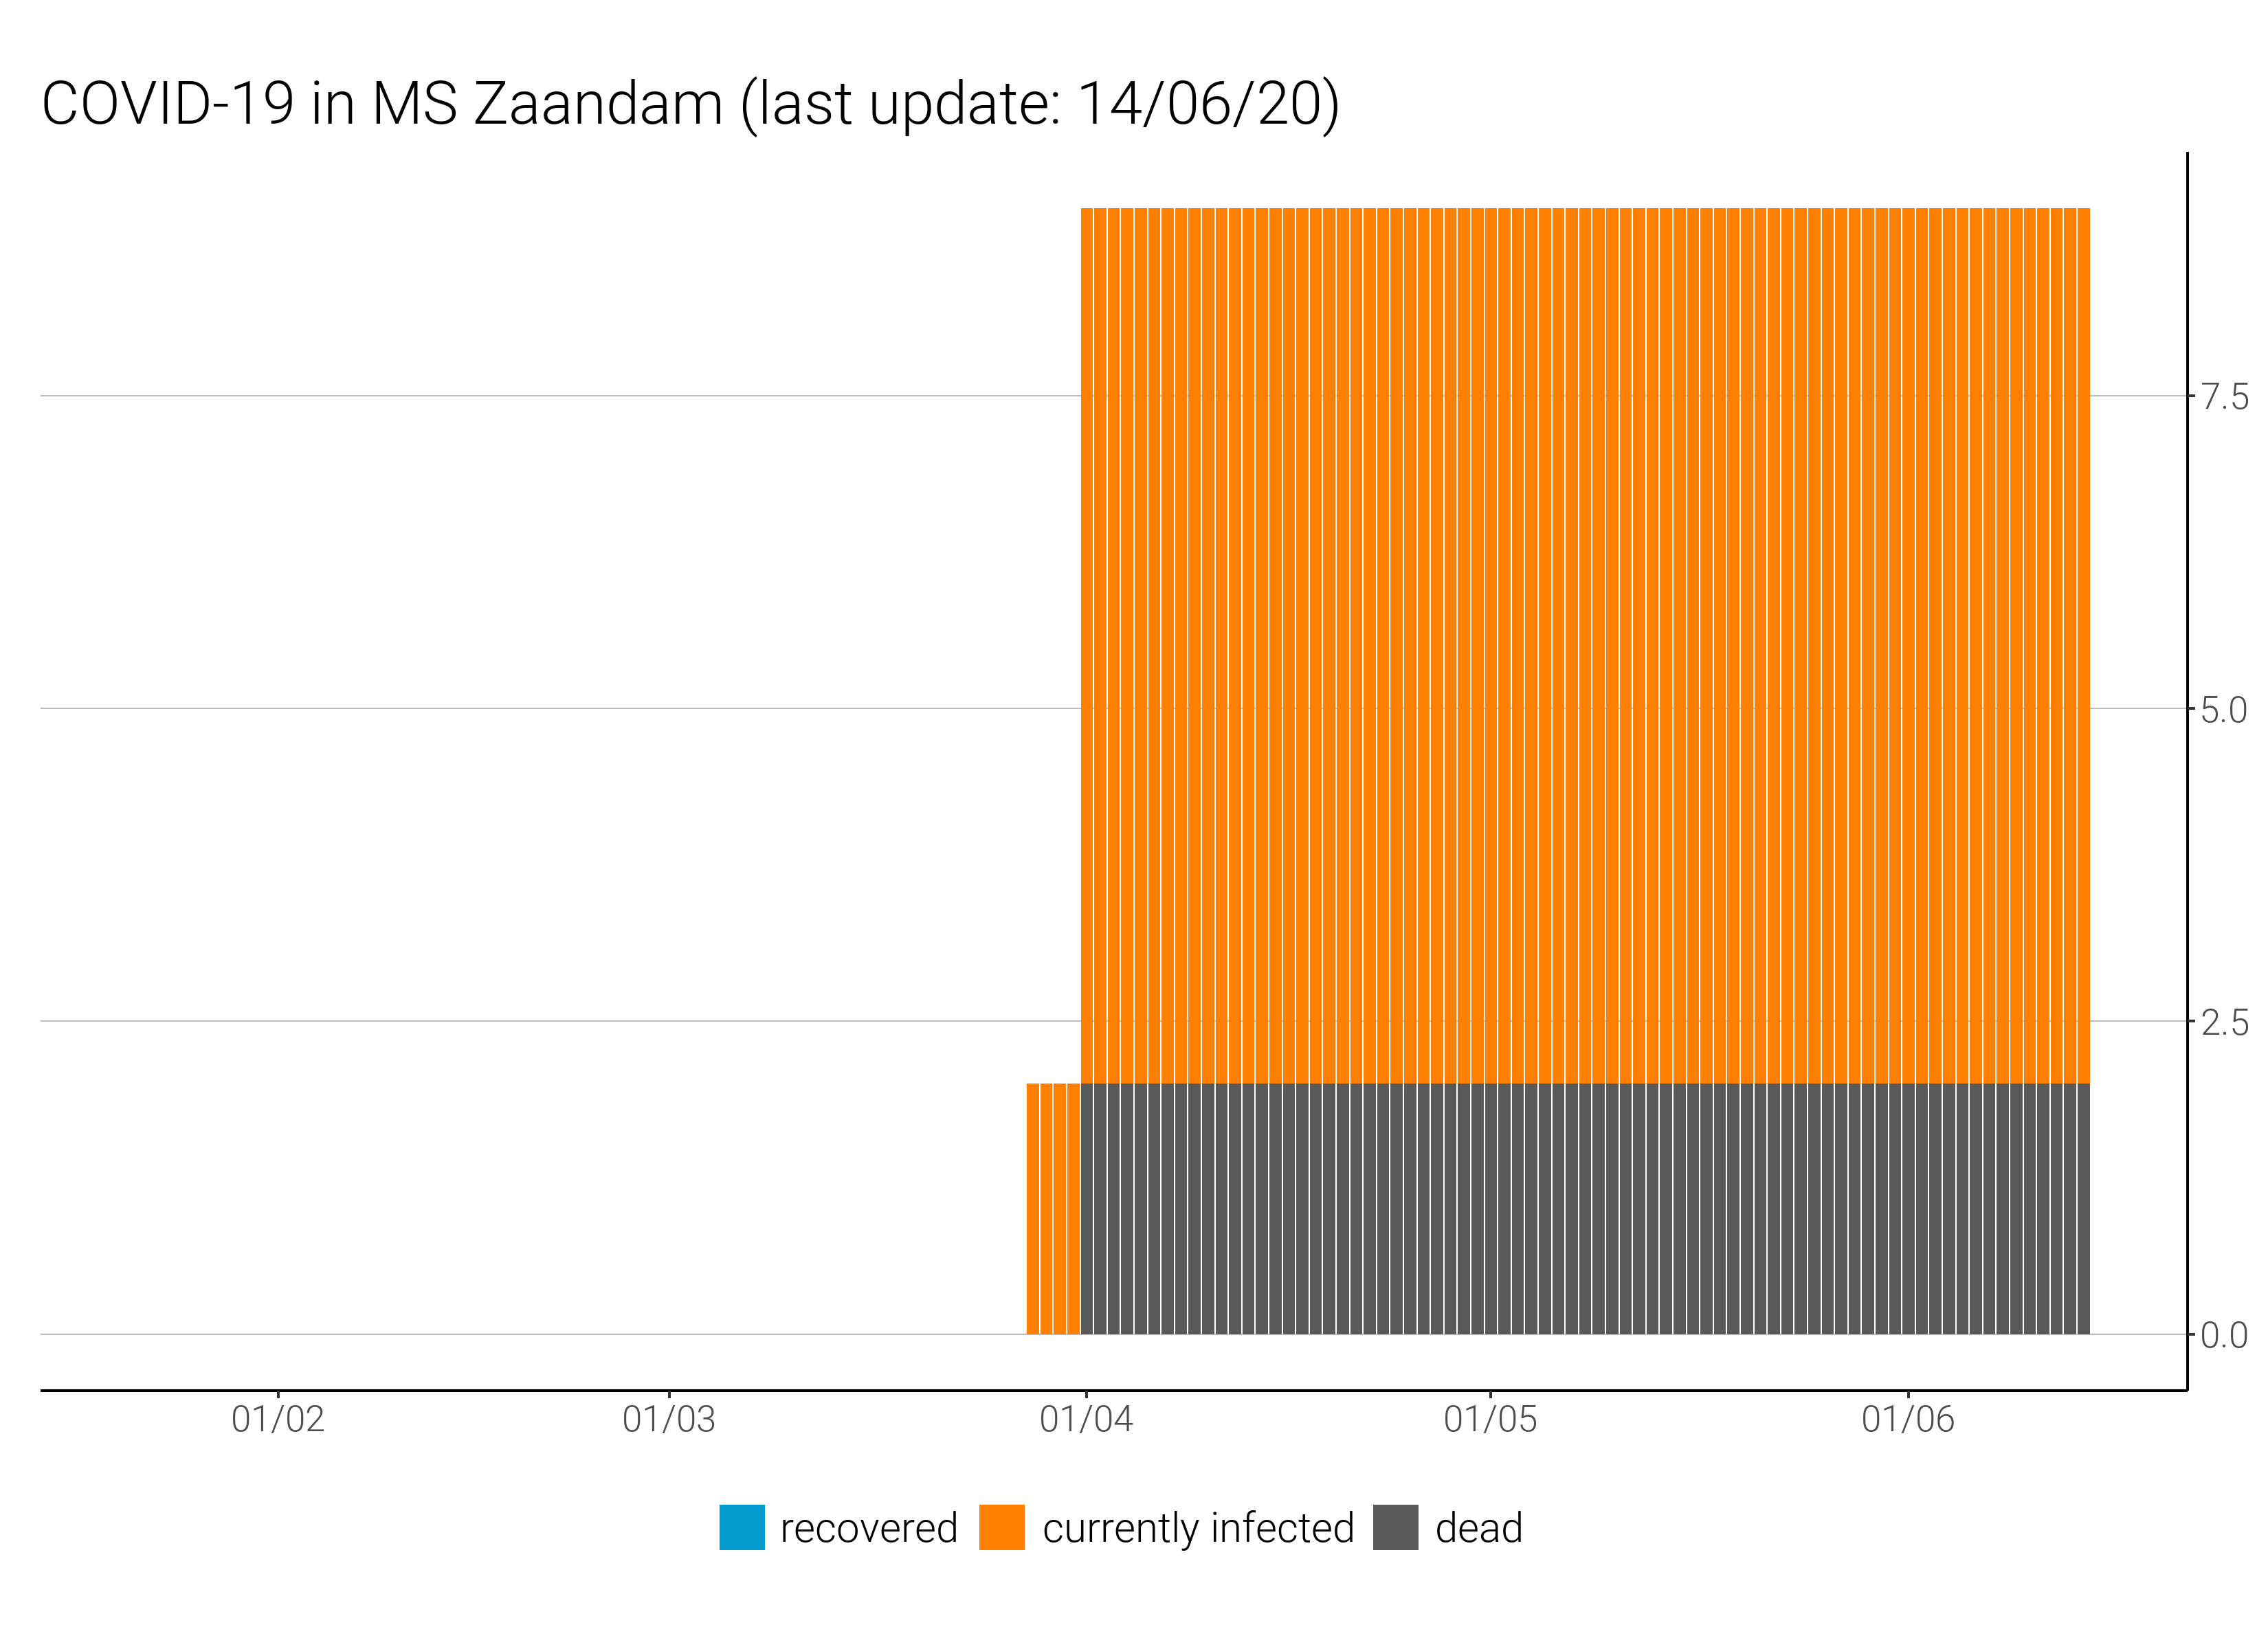 COVID-19 in MS Zaandam (last update: 14/06/20)
7.5
5.0
2.5
0.0
01/02 01/03 01/04 01/05 01/06
recovered currently infected dead